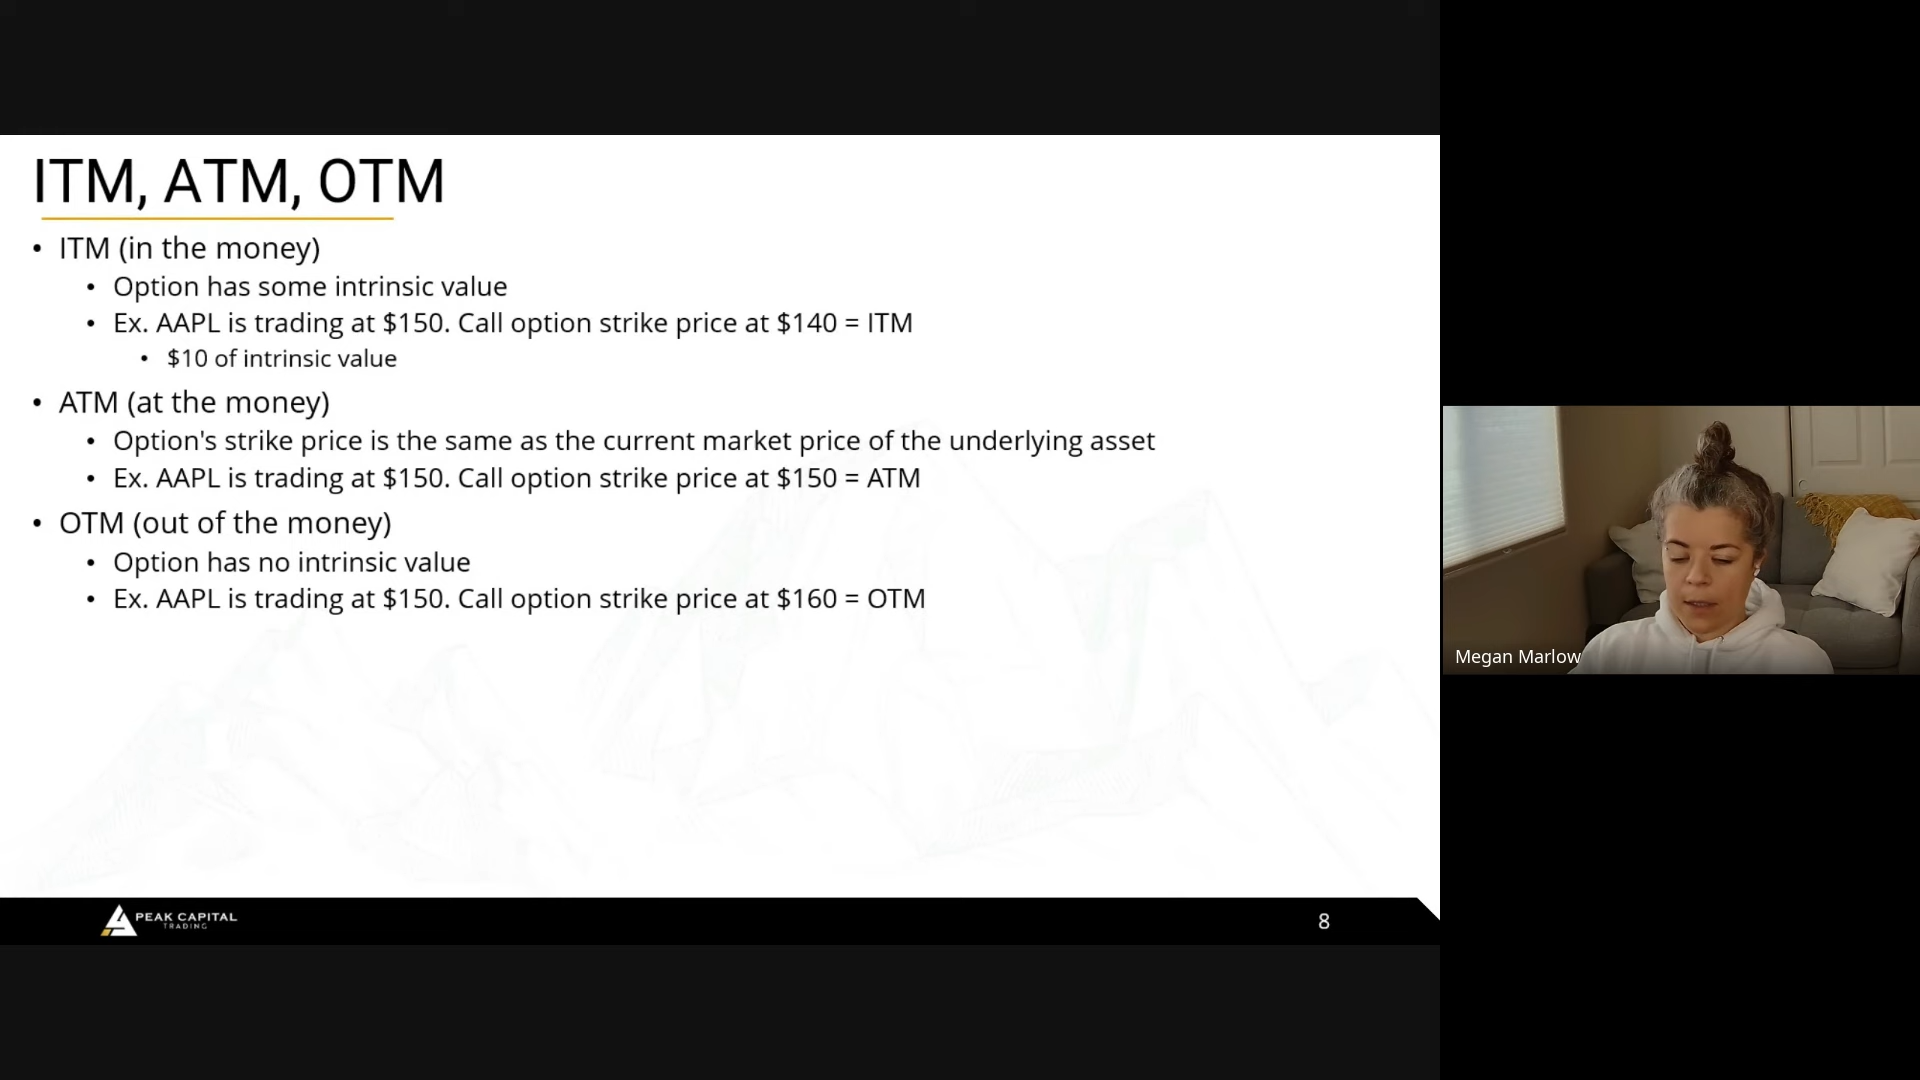 ITM, ATM, OTM
• ITM (in the money)
• Option has some intrinsic value
• Ex. AAPL is trading at $150. Call option strike price at $140 = ITM
• $10 of intrinsic value
• ATM (at the money)
• Option's strike price is the same as the current market price of the underlying asset
• Ex. AAPL is trading at $150. Call option strike price at $150 = ATM
• OTM (out of the money)
• Option has no intrinsic value
• Ex. AAPL is trading at $150. Call option strike price at $160 = OTM
PEAK CAPITAL
TRADING
8
Megan Marlow